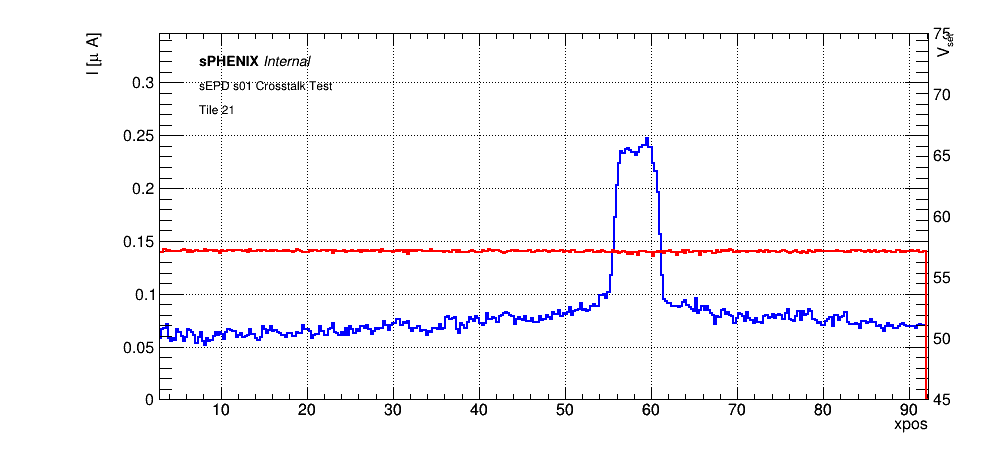 I [μ A]
sPHENIX Internal
sEPD s01 Crosstalk Test
Tile 21
0.3
0.25
0.2
0.15
0.1
0.05
0
75
70
65
60
55
50
45
V_set
10 20 30 40 50 60 70 80 90
xpos